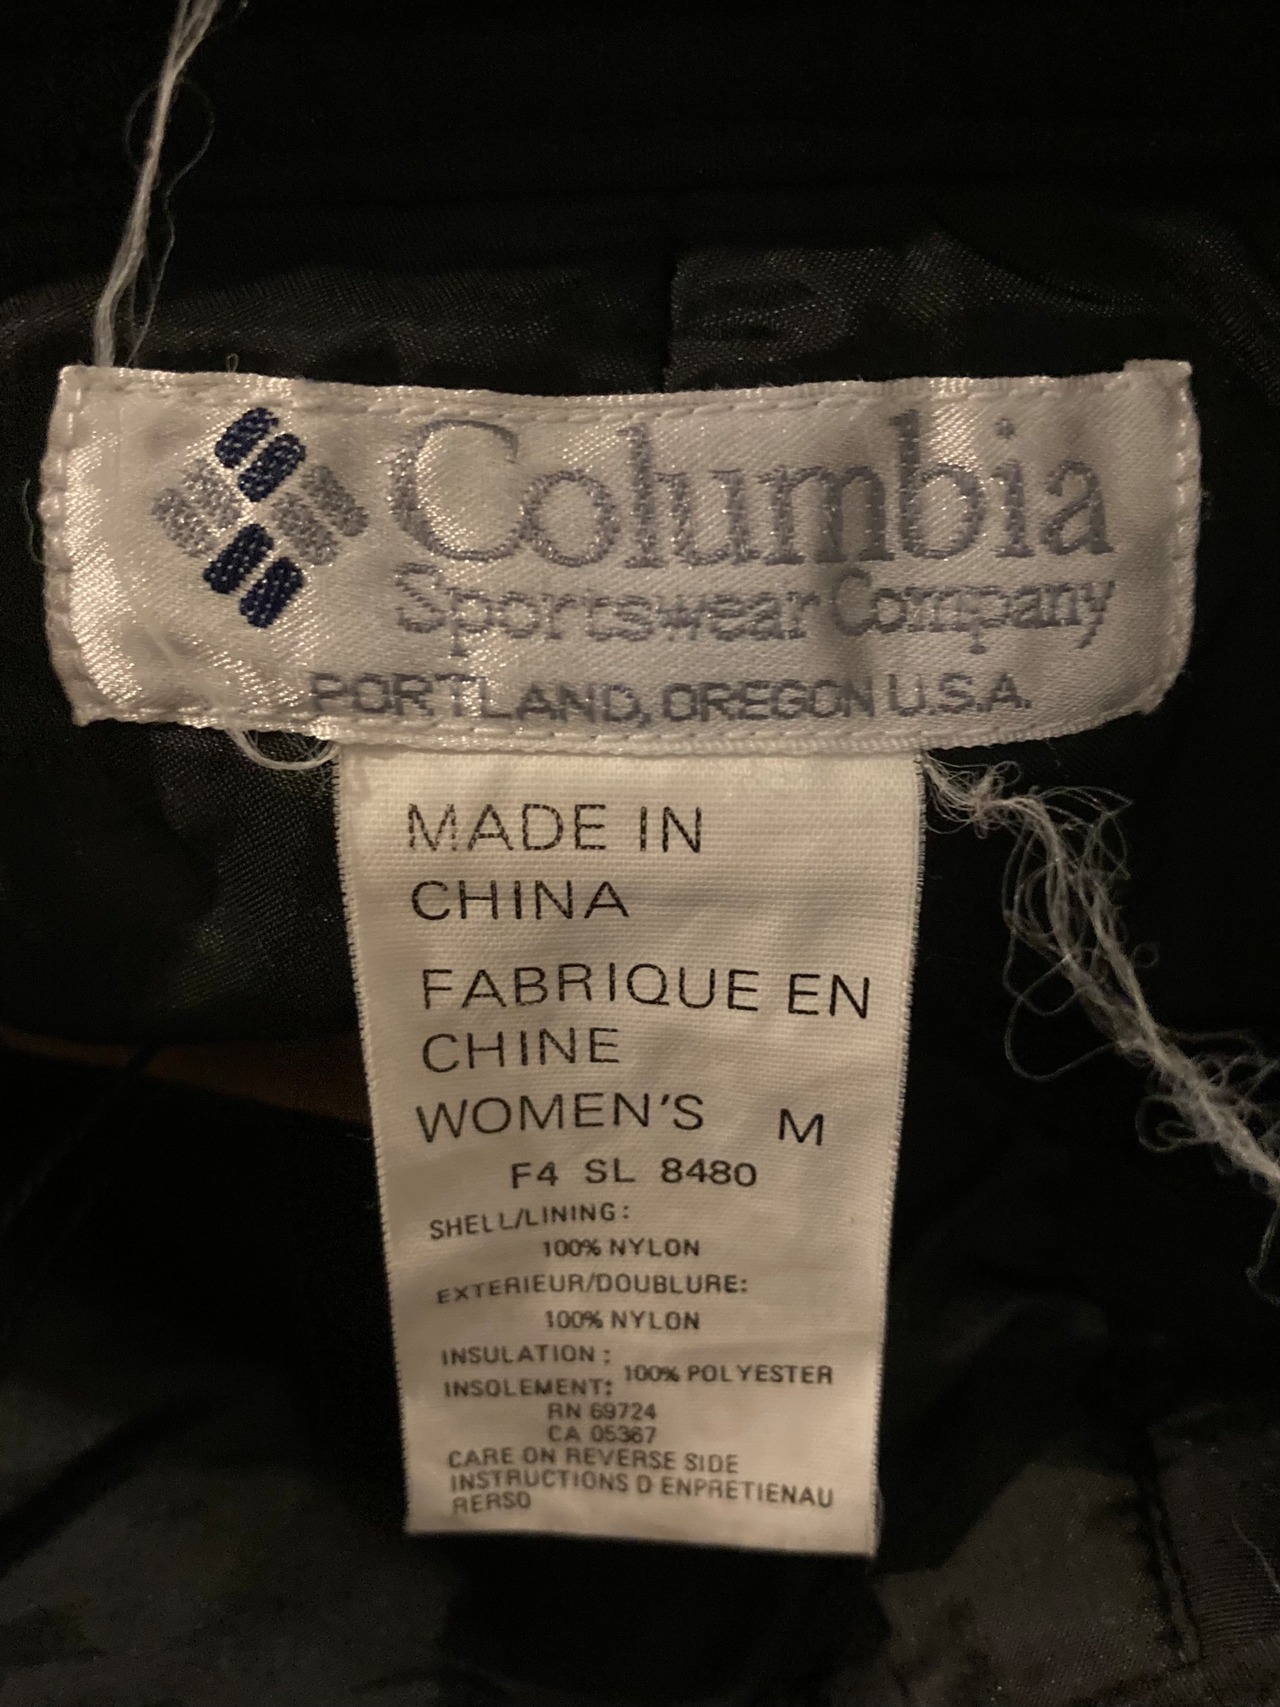 Columbia
Sportswear Company
PORTLAND, OREGON U.S.A.
MADE IN
CHINA
FABRIQUE EN
CHINE
WOMEN'S M
F4 SL 8480
SHELL/LINING:
100% NYLON
EXTERIEUR/DOUBLURE:
100% NYLON
INSULATION:
100% POLYESTER
INSOLEMENT:
RN 69724
CA 05367
CARE ON REVERSE SIDE
INSTRUCTIONS D ENPRETIENAU
RERSO